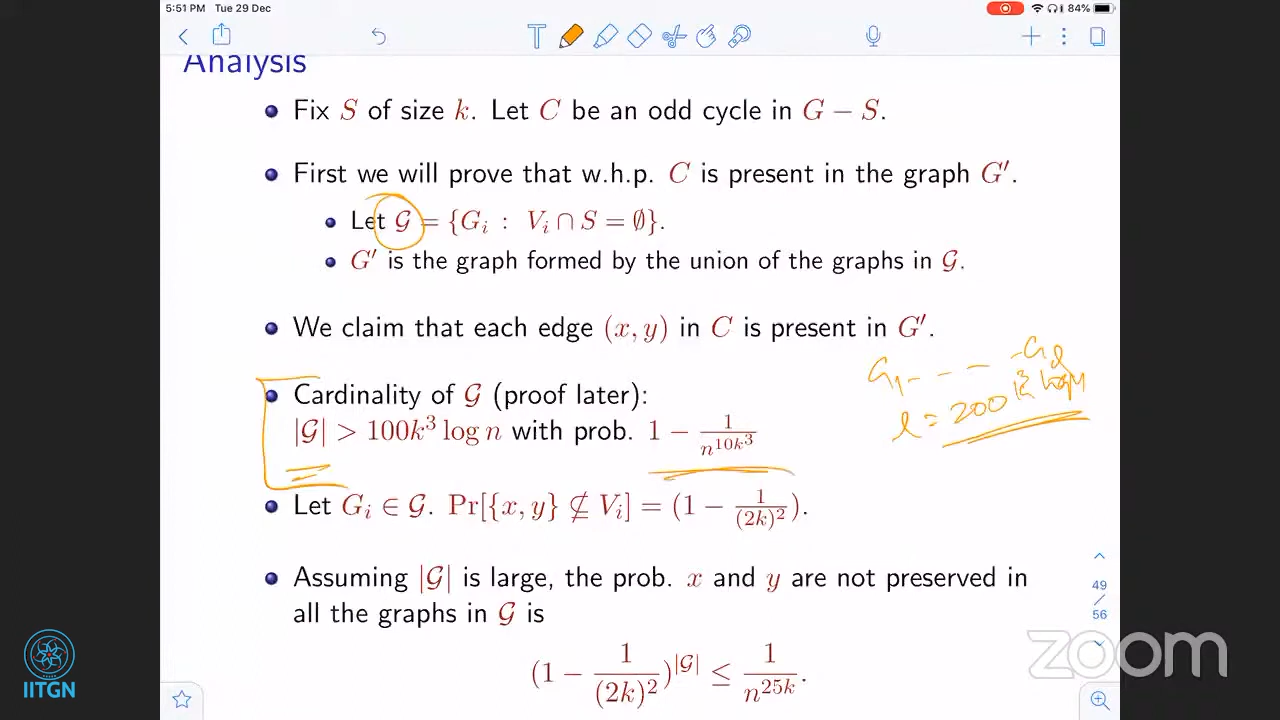 5:51 PM Tue 29 Dec
84%
Analysis
Fix S of size k. Let C be an odd cycle in G − S.
First we will prove that w.h.p. C is present in the graph G′.
Let 𝒢 = {G_i : V_i ∩ S = ∅}.
G′ is the graph formed by the union of the graphs in 𝒢.
We claim that each edge (x, y) in C is present in G′.
G_1 - - - - G_l
l = 200 k^3 log n
Cardinality of 𝒢 (proof later):
|𝒢| > 100k^3 log n with prob. 1 − 1/n^{10k^3}
Let G_i ∈ 𝒢. Pr[{x, y} ⊈ V_i] = (1 − 1/(2k)^2).
Assuming |𝒢| is large, the prob. x and y are not preserved in
all the graphs in 𝒢 is
(1 − 1/(2k)^2)^{|𝒢|} ≤ 1/n^{25k}.
49
/
56
zoom
IITGN